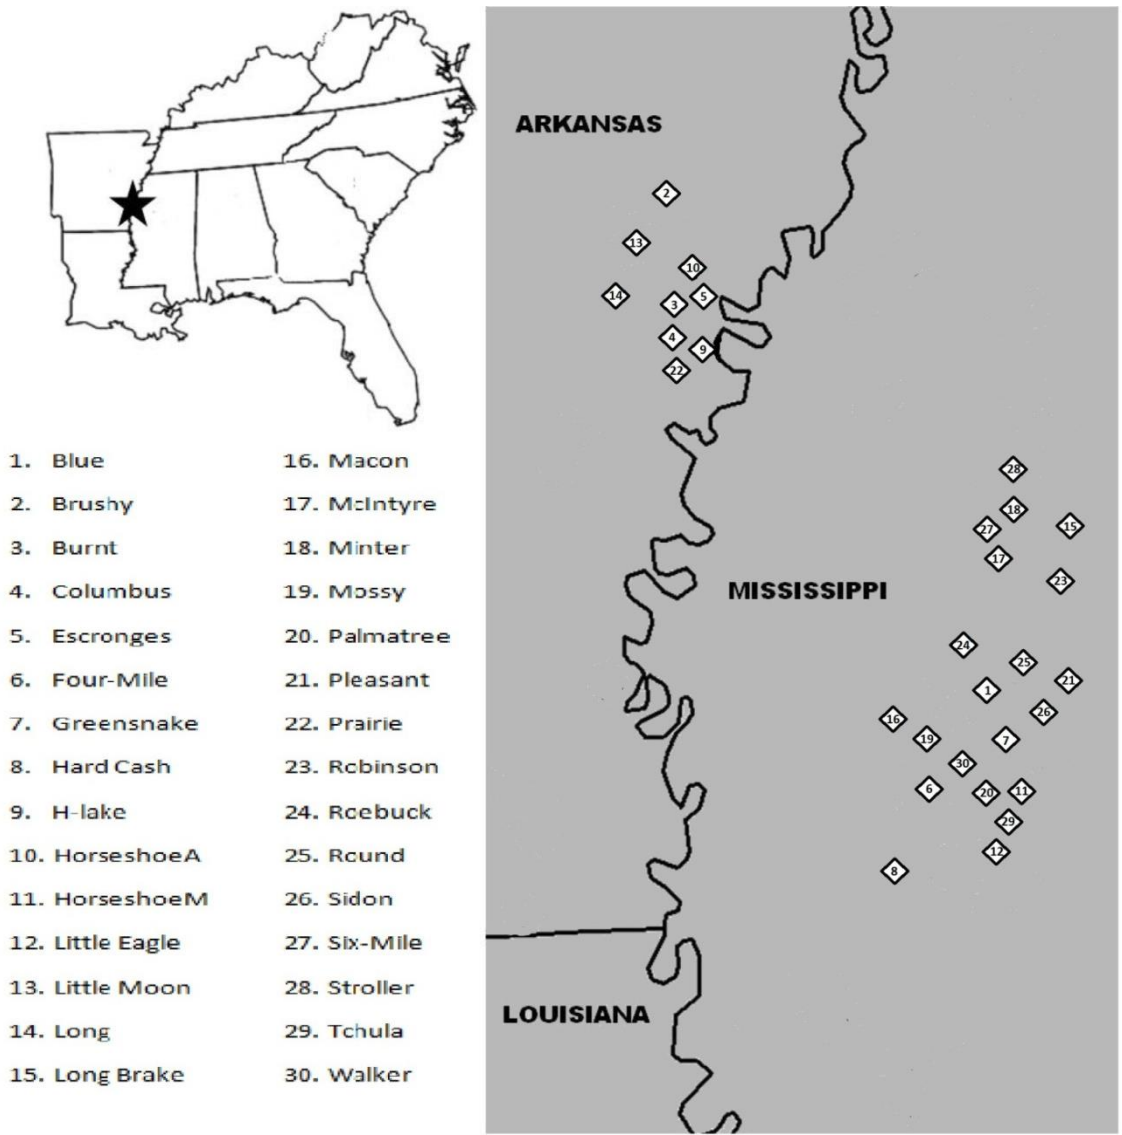 ARKANSAS
2
13
10
14
3
5
4
9
22
28
18
27
15
17
23
MISSISSIPPI
24
25
21
1
26
16
19
7
30
6
20
11
29
12
8
LOUISIANA
1. Blue
2. Brushy
3. Burnt
4. Columbus
5. Escronges
6. Four-Mile
7. Greensnake
8. Hard Cash
9. H-lake
10. HorseshoeA
11. HorseshoeM
12. Little Eagle
13. Little Moon
14. Long
15. Long Brake
16. Macon
17. McIntyre
18. Minter
19. Mossy
20. Palmatree
21. Pleasant
22. Prairie
23. Robinson
24. Roebuck
25. Round
26. Sidon
27. Six-Mile
28. Stroller
29. Tchula
30. Walker